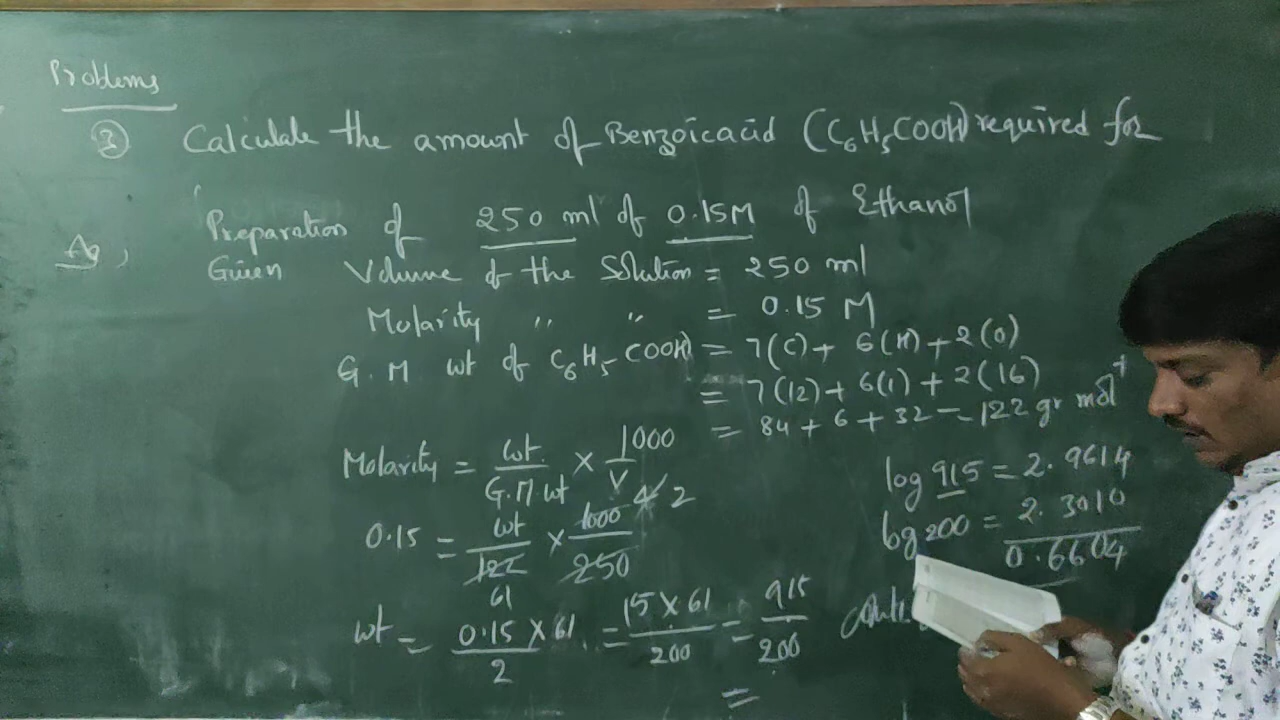 Problems
③ Calculate the amount of Benzoicacid (C₆H₅COOH) required for
Preparation of 250 ml of 0.15M of Ethanol
Given Volume of the Solution = 250 ml
Molarity " " = 0.15 M
G.M wt of C₆H₅COOH = 7(C) + 6(H) + 2(O)
= 7(12) + 6(1) + 2(16)
= 84 + 6 + 32 = 122 gr mol⁺
Molarity = wt/G.M.wt × 1000/V
0.15 = wt/122 × 1000/250 4 2
61
wt = 0.15 × 61/2 = 15 × 61/200 = 915/200
=
log 915 = 2.9614
log 200 = 2.3010
0.6604